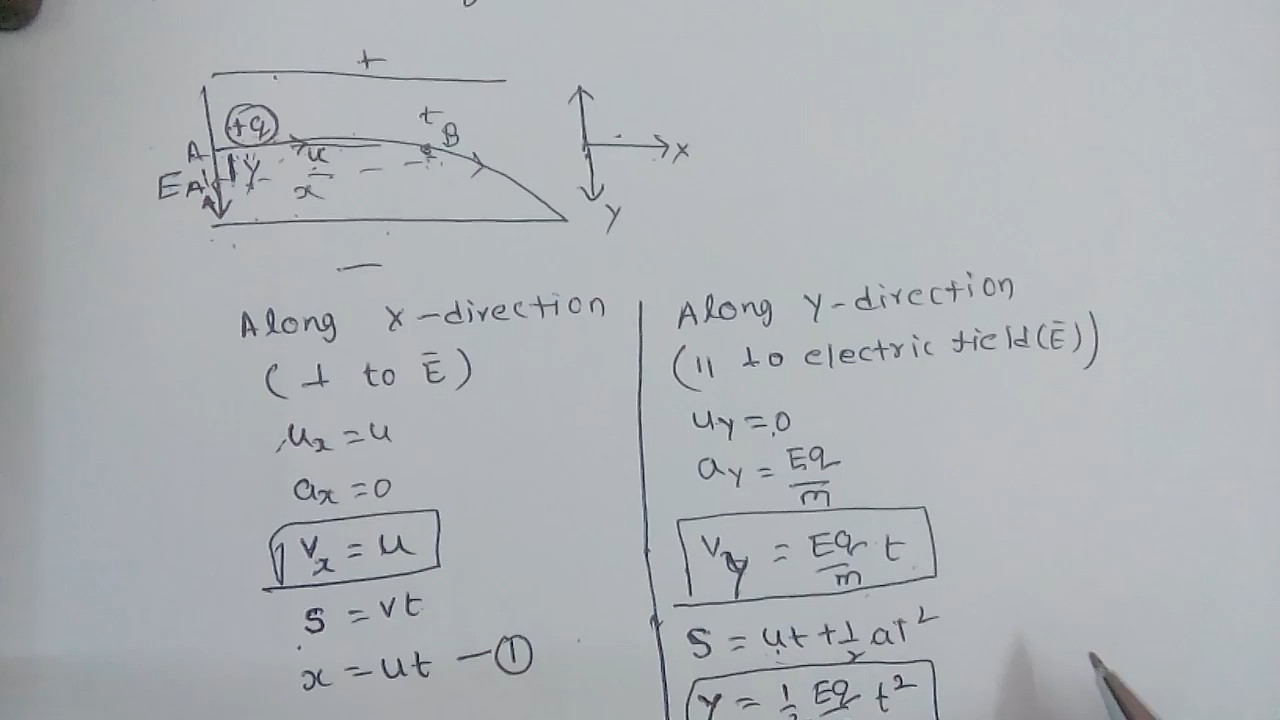 +
+q
t
B
A
Y
u
x
X
E A'
Y
—
Along X-direction
(⊥ to Ē)
ux = u
ax = 0
vx = u
S = vt
x = ut —①
Along Y-direction
(|| to electric field(Ē))
uy = 0
ay = Eq/m
vy = Eq/m t
S = ut + 1/2 at²
Y = 1/2 Eq t²